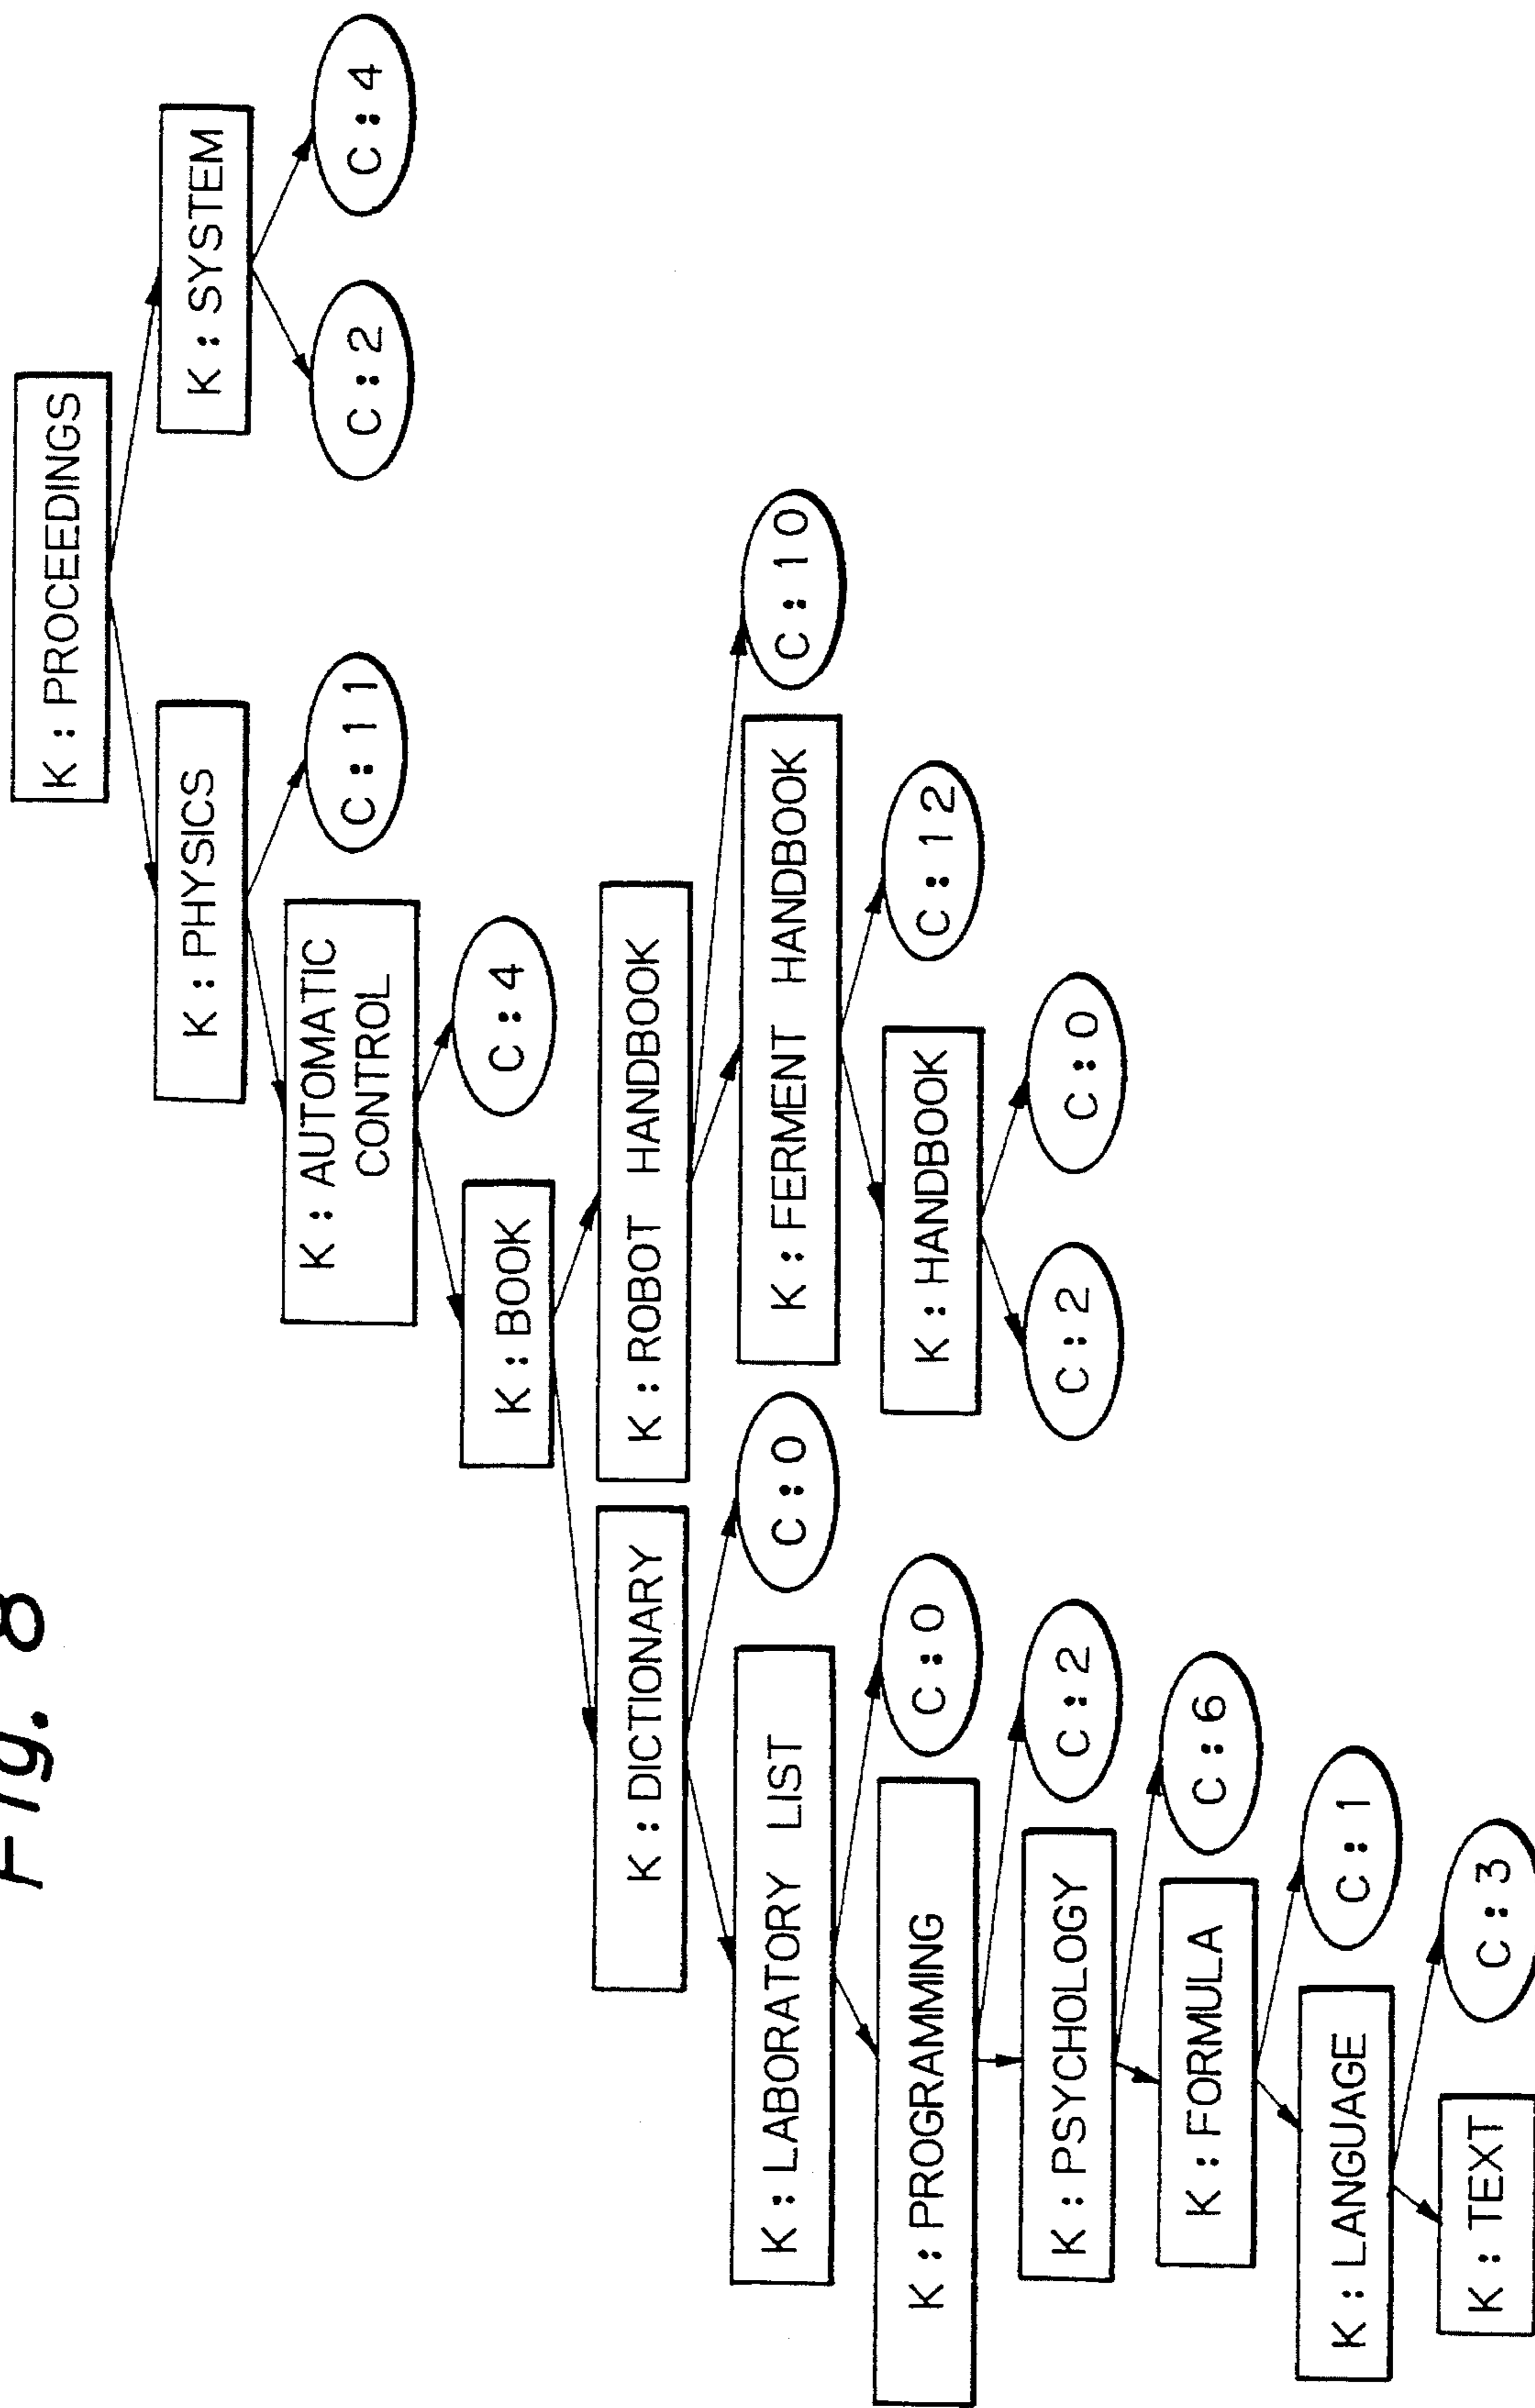 Fig. 8
K : PROCEEDINGS
K : PHYSICS
K : SYSTEM
K : AUTOMATIC
CONTROL
C : 11
C : 2
C : 4
K : BOOK
C : 4
K : DICTIONARY
K : ROBOT HANDBOOK
K : LABORATORY LIST
C : 0
K : FERMENT HANDBOOK
C : 10
K : PROGRAMMING
C : 0
K : HANDBOOK
C : 12
K : PSYCHOLOGY
C : 2
C : 2
C : 0
K : FORMULA
C : 6
K : LANGUAGE
C : 1
K : TEXT
C : 3